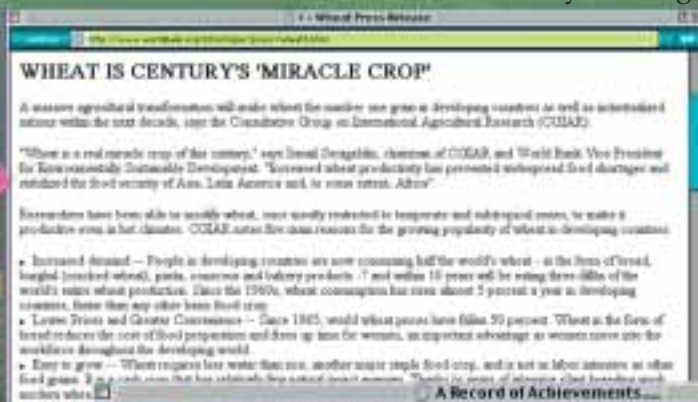 Wheat Press Release
WHEAT IS CENTURY'S 'MIRACLE CROP'
A massive agricultural transformation will make wheat the number one grain in developing countries as well as industrialized
nations within the next decade, says the Consultative Group on International Agricultural Research (CGIAR).
"Wheat is a real miracle crop of this century," says Ismail Serageldin, chairman of CGIAR and World Bank Vice President
for Environmentally Sustainable Development. "Increased wheat productivity has prevented widespread food shortages and
stabilized the food security of Asia, Latin America and, to some extent, Africa".
Researchers have been able to modify wheat, once mostly restricted to temperate and subtropical zones, to make it
productive even in hot climates. CGIAR notes five main reasons for the growing popularity of wheat in developing countries
• Increased demand -- People in developing countries are now consuming half the world's wheat - in the form of bread,
(cracked wheat), pasta, couscous and bakery products - and within 10 years will be eating three-fifths of the
world's entire wheat production. Since the 1960s, wheat consumption has risen almost 5 percent a year in developing
countries, faster than any other basic food crop.
• Lower Prices and Greater Convenience -- Since 1965, world wheat prices have fallen 50 percent. Wheat in the form of
bread reduces the cost of food preparation and frees up time for women, an important advantage as women move into the
workforce throughout the developing world
• Easy to grow -- Wheat requires less water than rice, another major staple food crop, and it is not as labor intensive as other
food grains. It is a
modern
A Record of Achievements...